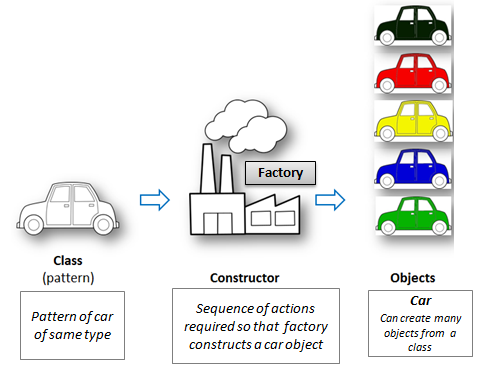 Factory
Class
(pattern)
Constructor
Objects
Pattern of car
of same type
Sequence of actions
required so that factory
constructs a car object
Car
Can create many
objects from a
class